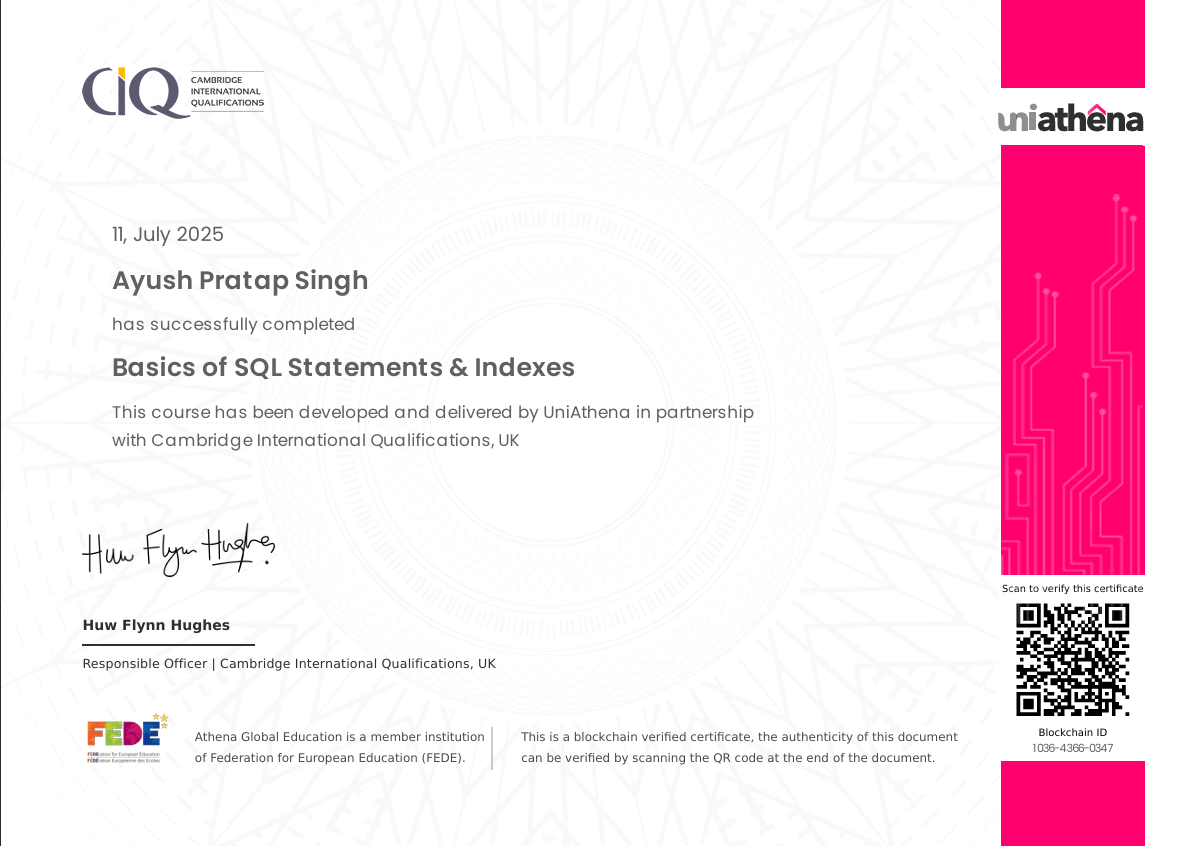 CiQ
CAMBRIDGE
INTERNATIONAL
QUALIFICATIONS
uniathêna
11, July 2025
Ayush Pratap Singh
has successfully completed
Basics of SQL Statements & Indexes
This course has been developed and delivered by UniAthena in partnership
with Cambridge International Qualifications, UK
Huw Flynn Hughes
Huw Flynn Hughes
Responsible Officer | Cambridge International Qualifications, UK
FEDE
FEDEration for European Education
FEDEration Européenne des Ecoles
Athena Global Education is a member institution
of Federation for European Education (FEDE).
This is a blockchain verified certificate, the authenticity of this document
can be verified by scanning the QR code at the end of the document.
Scan to verify this certificate
Blockchain ID
1036-4366-0347